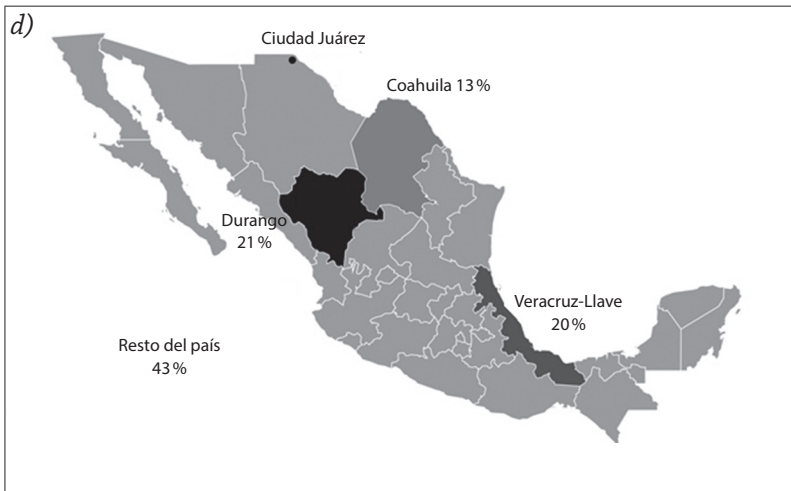 d)
Ciudad Juárez
Coahuila 13 %
Durango
21 %
Veracruz-Llave
20 %
Resto del país
43 %